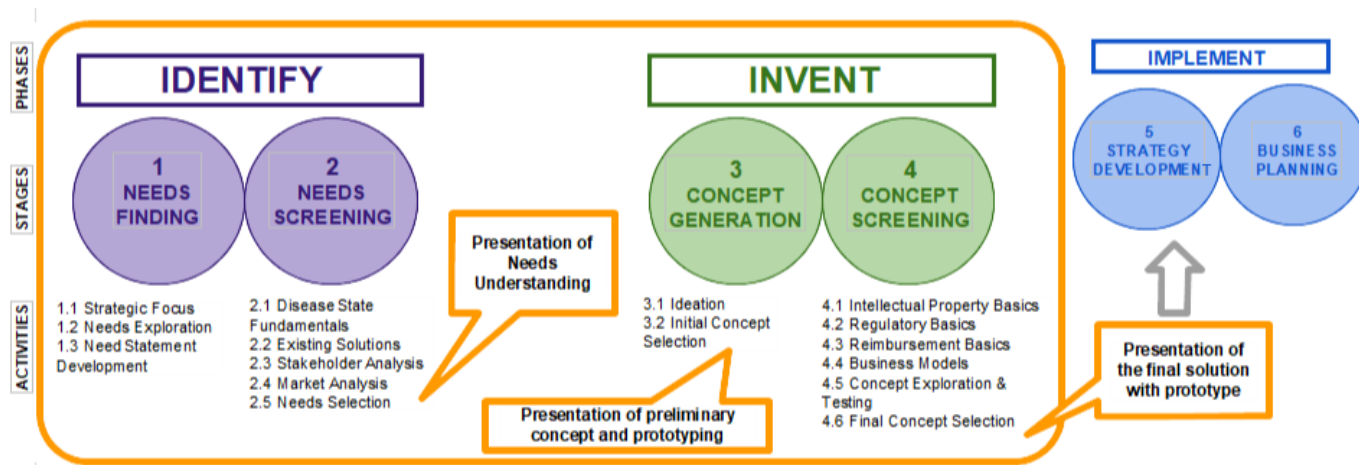 PHASES
IDENTIFY
INVENT
IMPLEMENT
STAGES
1
NEEDS
FINDING
2
NEEDS
SCREENING
3
CONCEPT
GENERATION
4
CONCEPT
SCREENING
5
STRATEGY
DEVELOPMENT
6
BUSINESS
PLANNING
ACTIVITIES
1.1 Strategic Focus
1.2 Needs Exploration
1.3 Need Statement
Development
2.1 Disease State
Fundamentals
2.2 Existing Solutions
2.3 Stakeholder Analysis
2.4 Market Analysis
2.5 Needs Selection
Presentation of
Needs
Understanding
3.1 Ideation
3.2 Initial Concept
Selection
Presentation of preliminary
concept and prototyping
4.1 Intellectual Property Basics
4.2 Regulatory Basics
4.3 Reimbursement Basics
4.4 Business Models
4.5 Concept Exploration &
Testing
4.6 Final Concept Selection
Presentation of
the final solution
with prototype